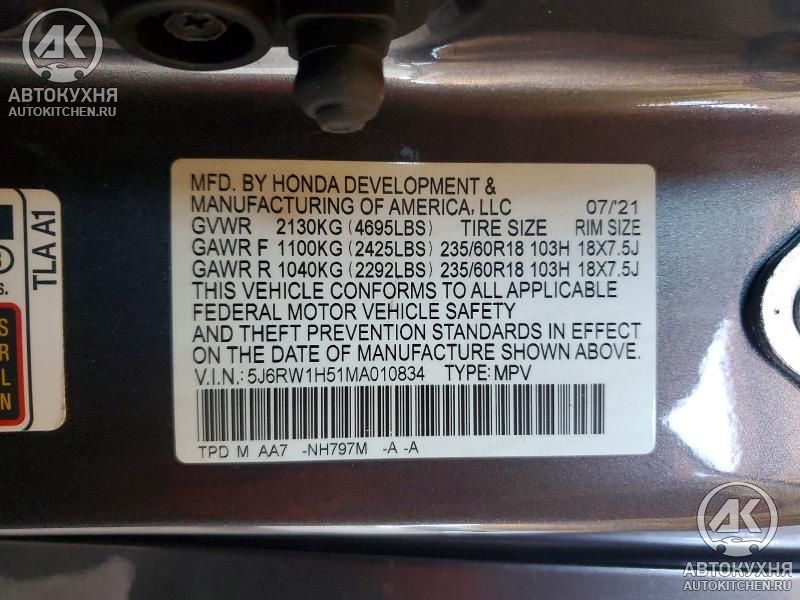 AK
АВТОКУХНЯ
AUTOKITCHEN.RU
MFD. BY HONDA DEVELOPMENT &
MANUFACTURING OF AMERICA, LLC 07/'21
GVWR 2130KG (4695LBS) TIRE SIZE RIM SIZE
GAWR F 1100KG (2425LBS) 235/60R18 103H 18X7.5J
GAWR R 1040KG (2292LBS) 235/60R18 103H 18X7.5J
THIS VEHICLE CONFORMS TO ALL APPLICABLE
FEDERAL MOTOR VEHICLE SAFETY
AND THEFT PREVENTION STANDARDS IN EFFECT
ON THE DATE OF MANUFACTURE SHOWN ABOVE.
V.I.N.: 5J6RW1H51MA010834 TYPE: MPV
TPD M AA7 -NH797M -A -A
TLA A1
AK
АВТОКУХНЯ
AUTOKITCHEN.RU